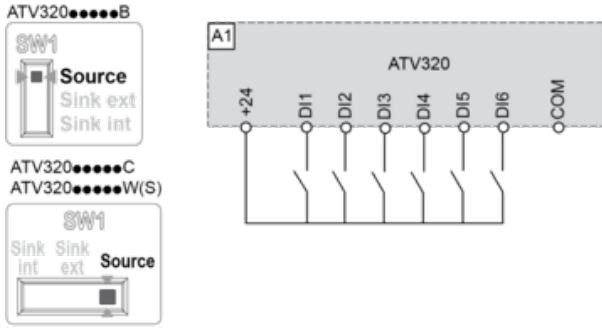 ATV320●●●●●B
SW1
Source
Sink ext
Sink int
ATV320●●●●●C
ATV320●●●●●W(S)
SW1
Sink int
Sink ext
Source
A1
ATV320
+24
DI1
DI2
DI3
DI4
DI5
DI6
COM